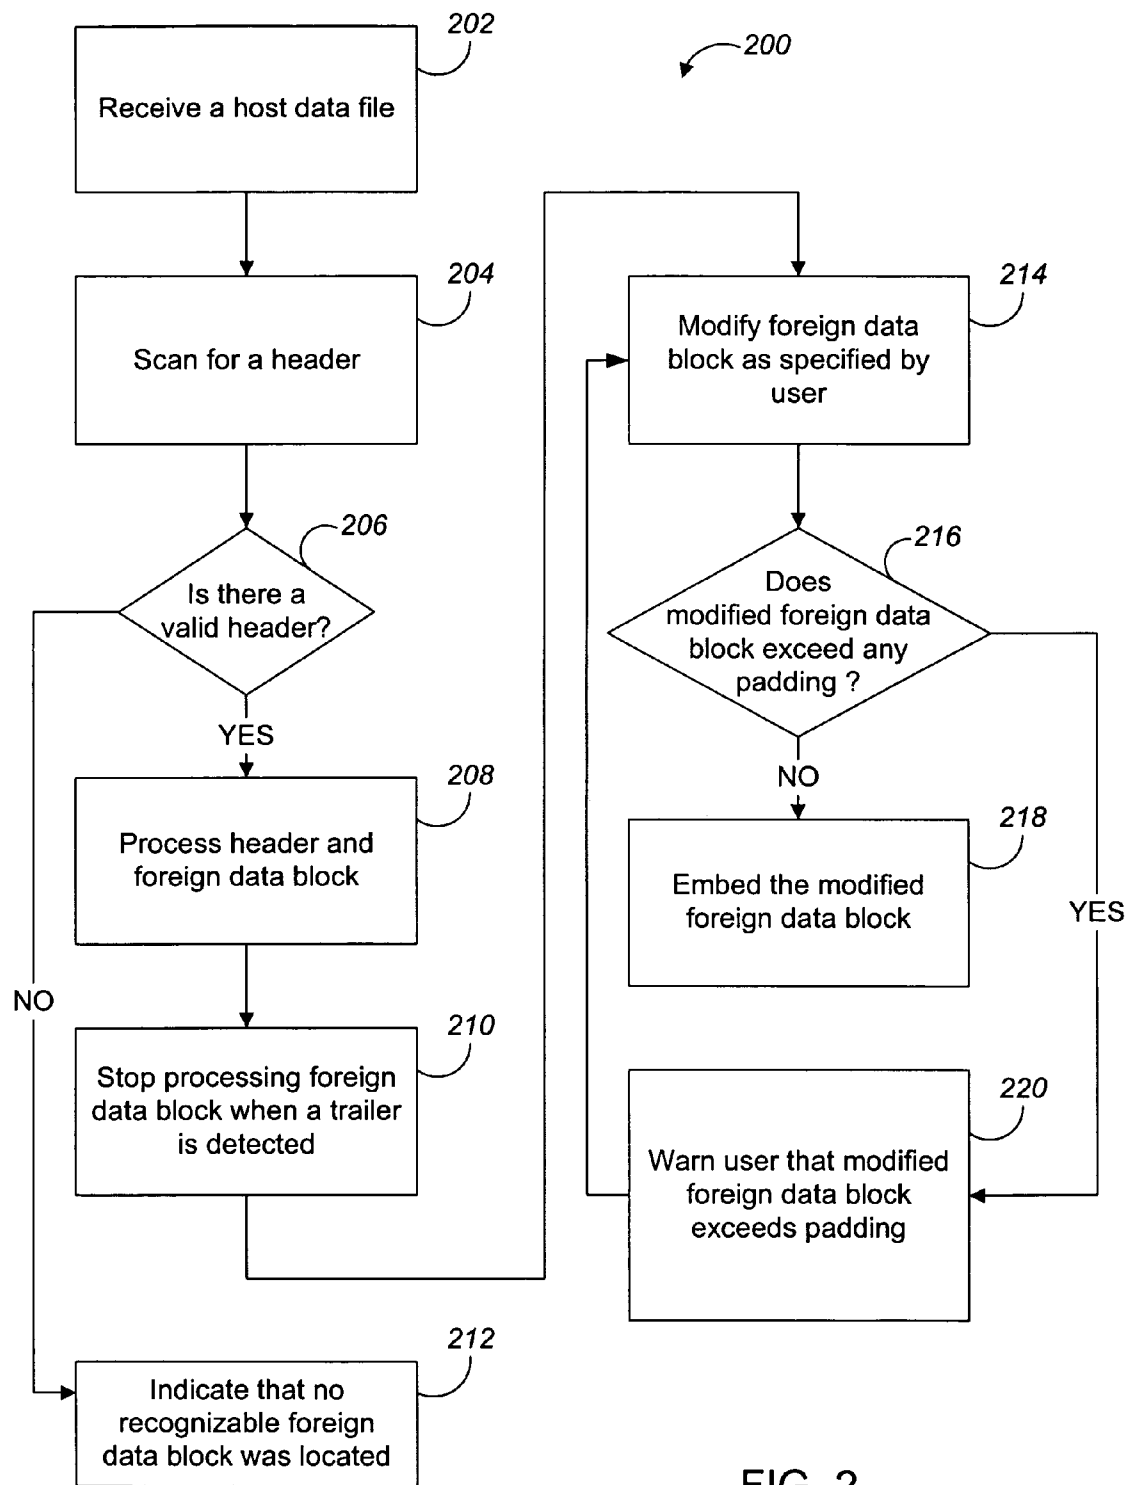 202
Receive a host data file
204
Scan for a header
206
Is there a
valid header?
YES
208
Process header and
foreign data block
NO
210
Stop processing foreign
data block when a trailer
is detected
212
Indicate that no
recognizable foreign
data block was located
200
214
Modify foreign data
block as specified by
user
216
Does
modified foreign data
block exceed any
padding ?
NO
218
Embed the modified
foreign data block
YES
220
Warn user that modified
foreign data block
exceeds padding
FIG. 2